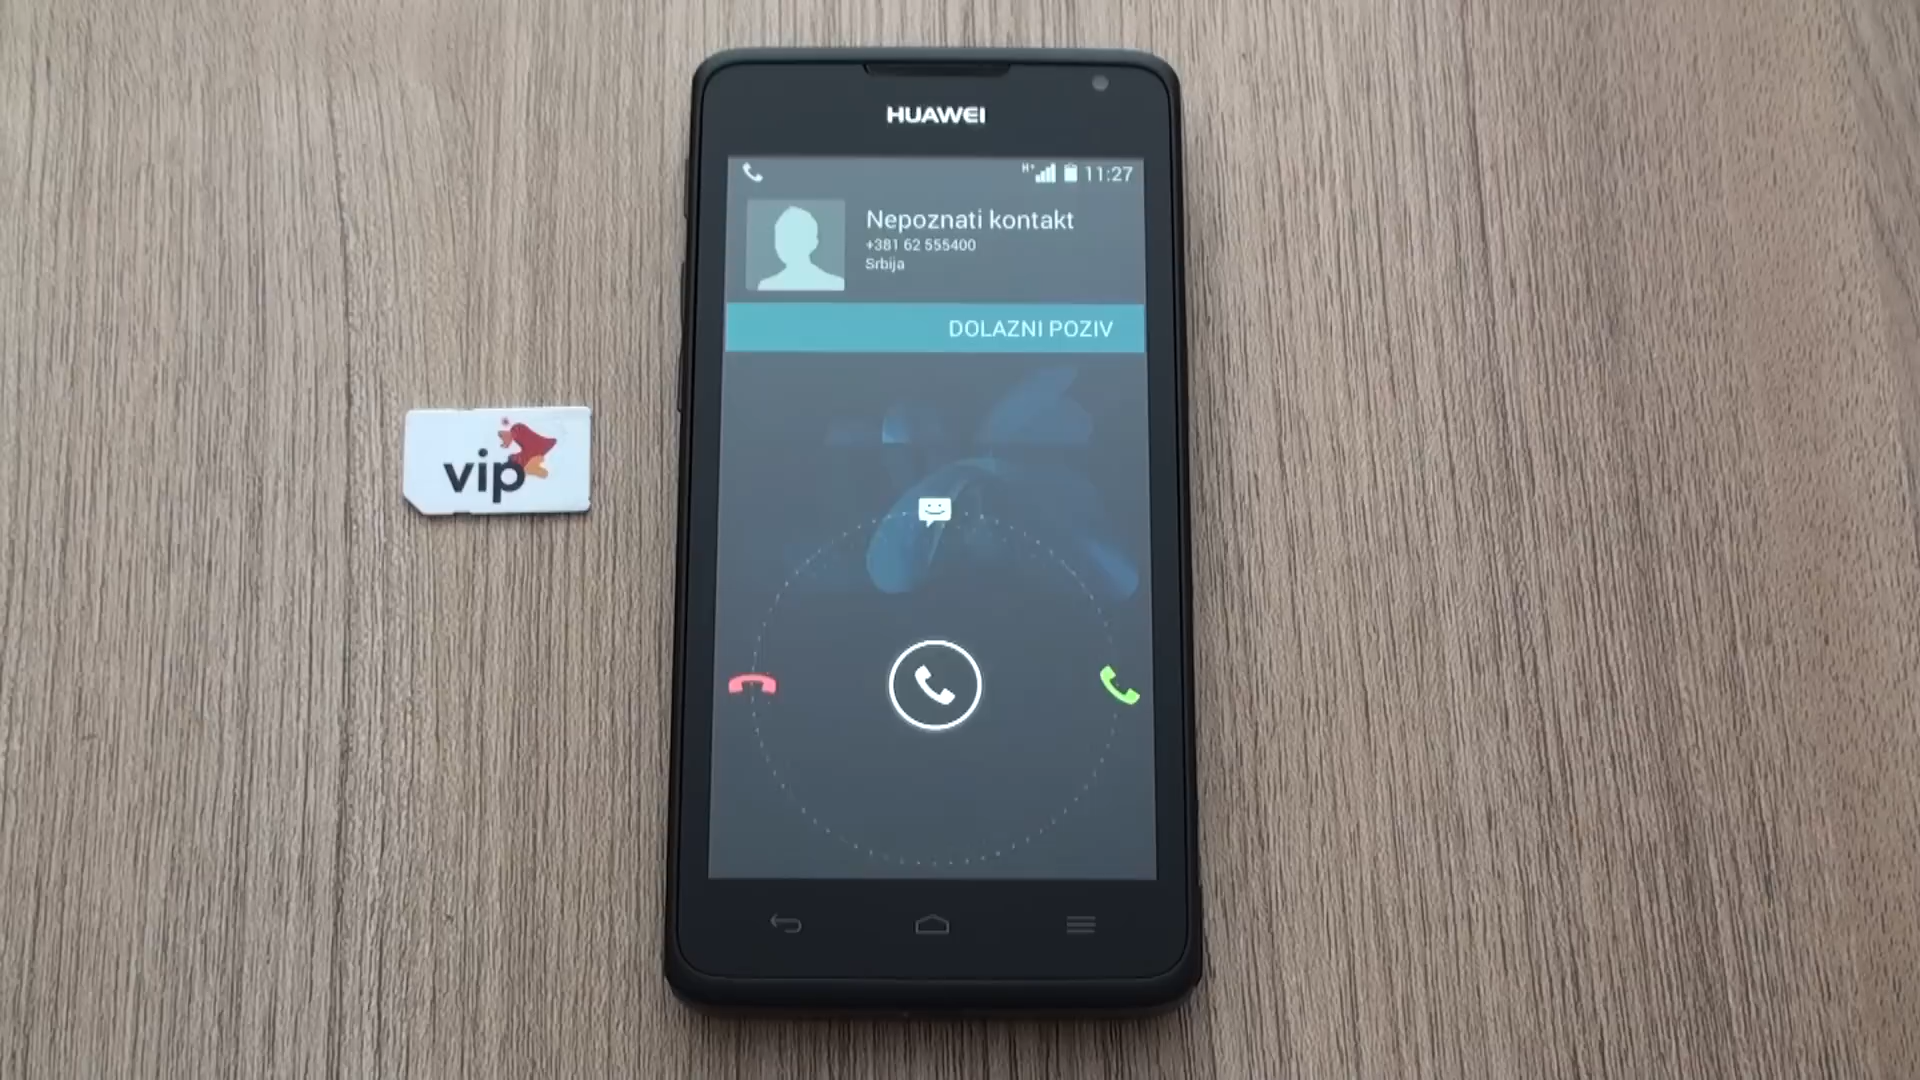 HUAWEI
H+ 11:27
Nepoznati kontakt
+381 62 555400
Srbija
DOLAZNI POZIV
vip